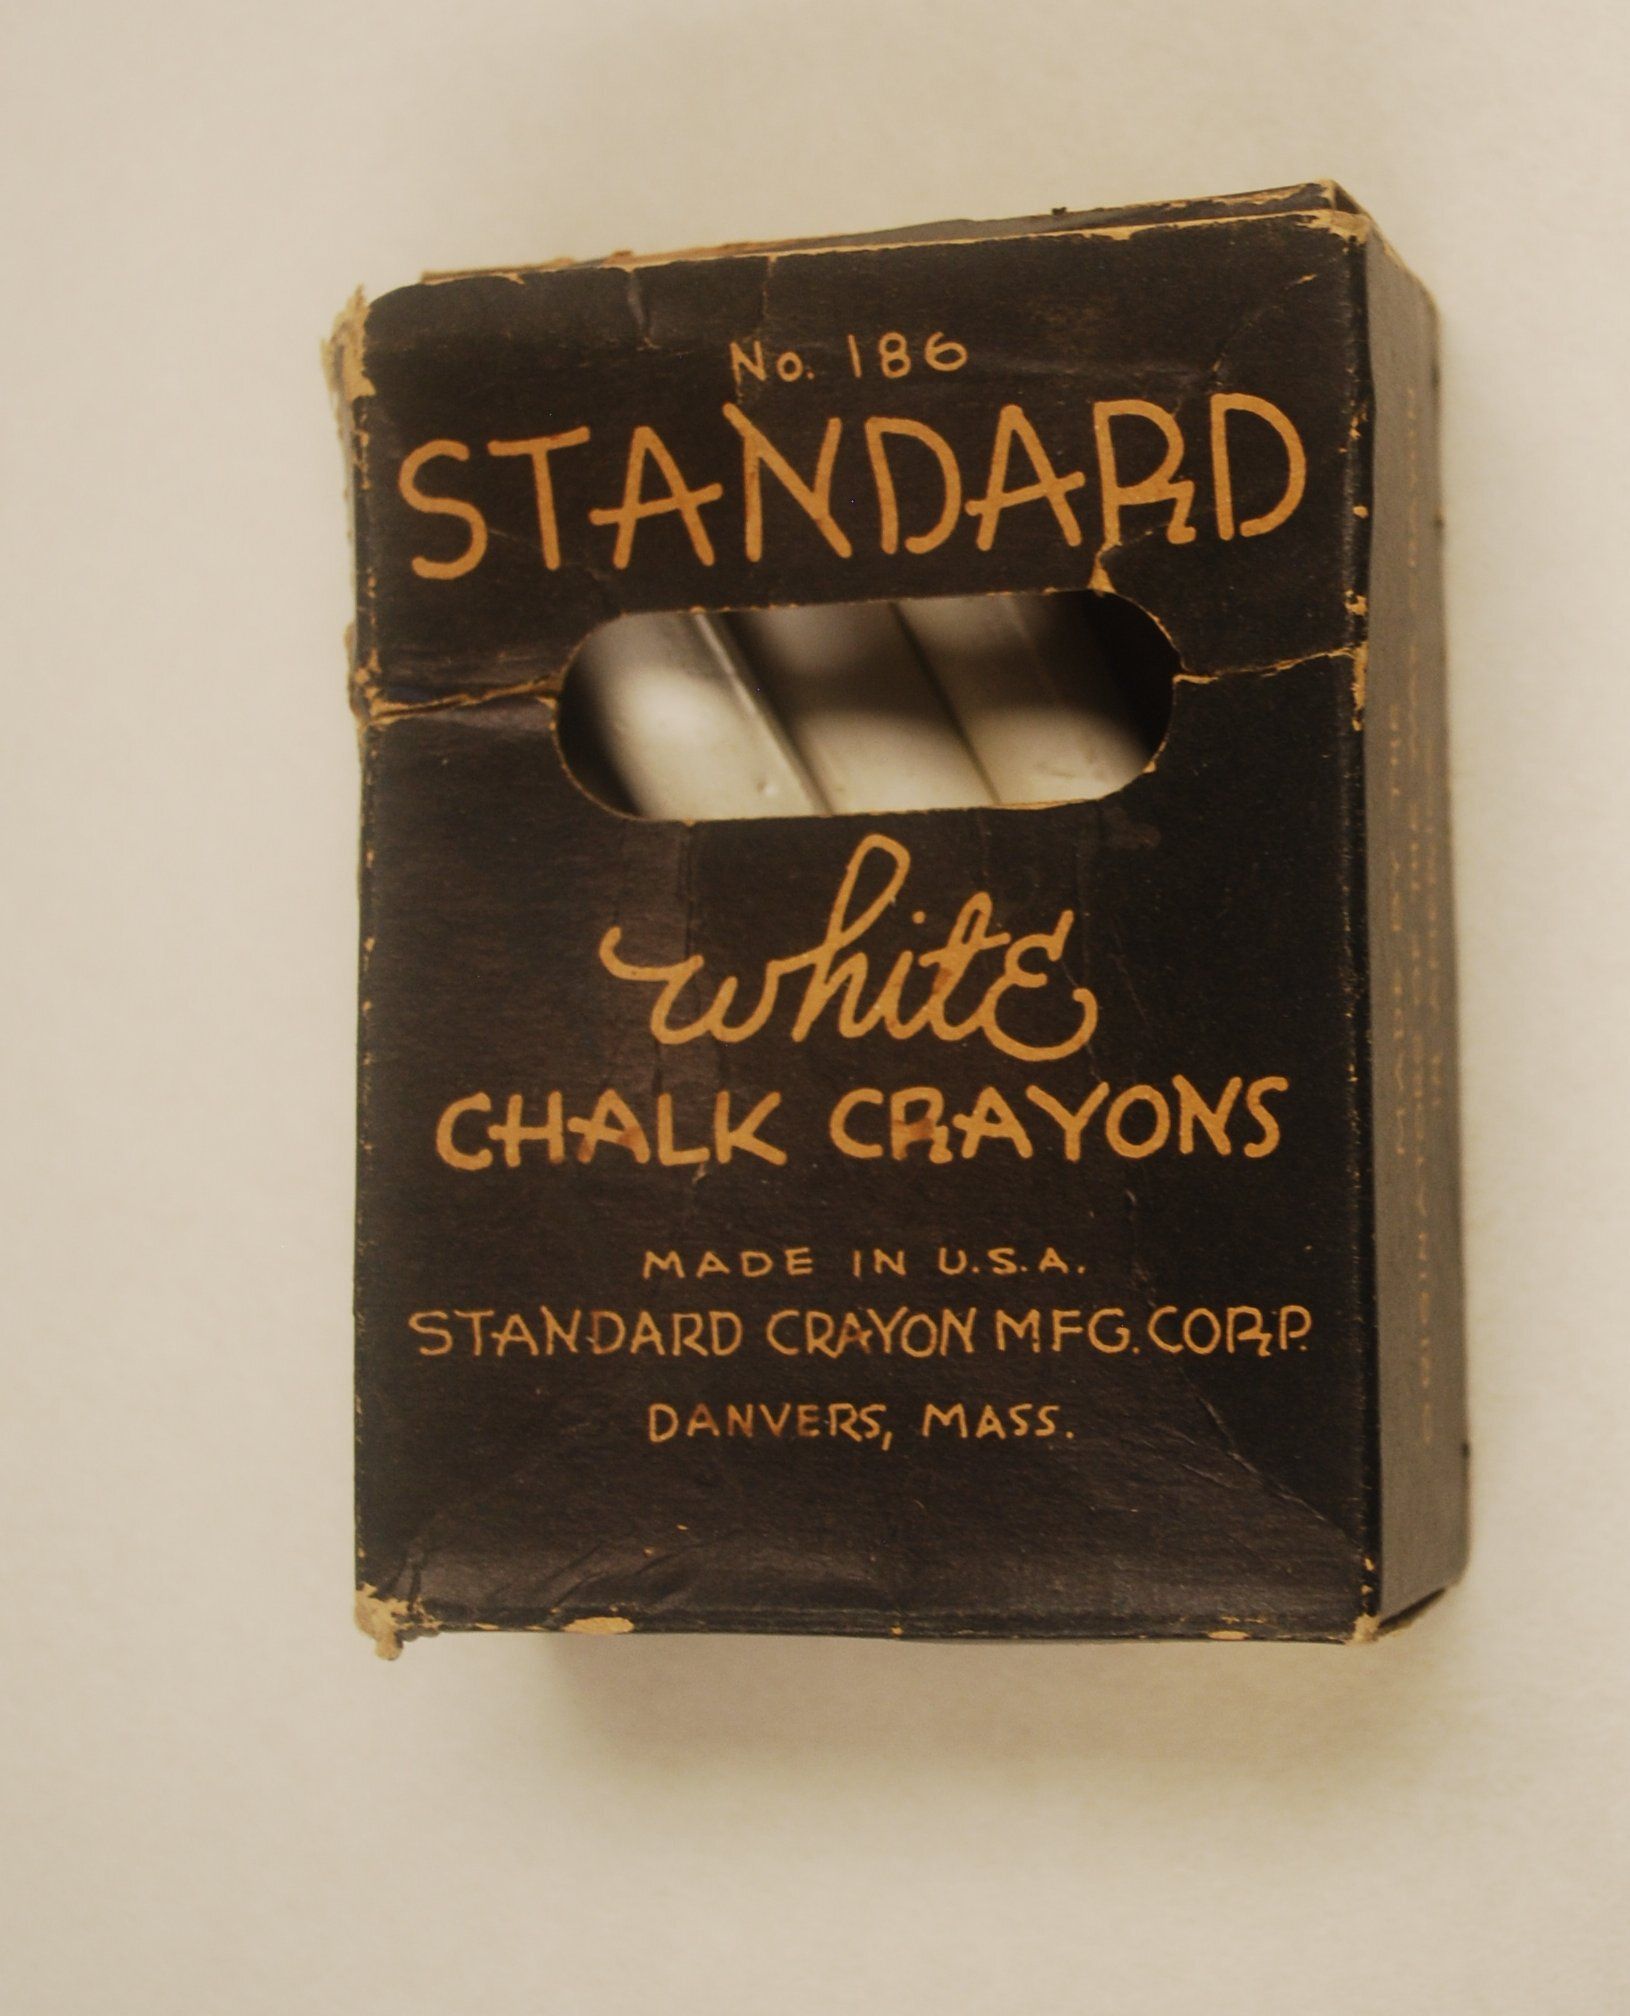 No. 186
STANDARD
white
CHALK CRAYONS
MADE IN U.S.A.
STANDARD CRAYON MFG. CORP.
DANVERS, MASS.